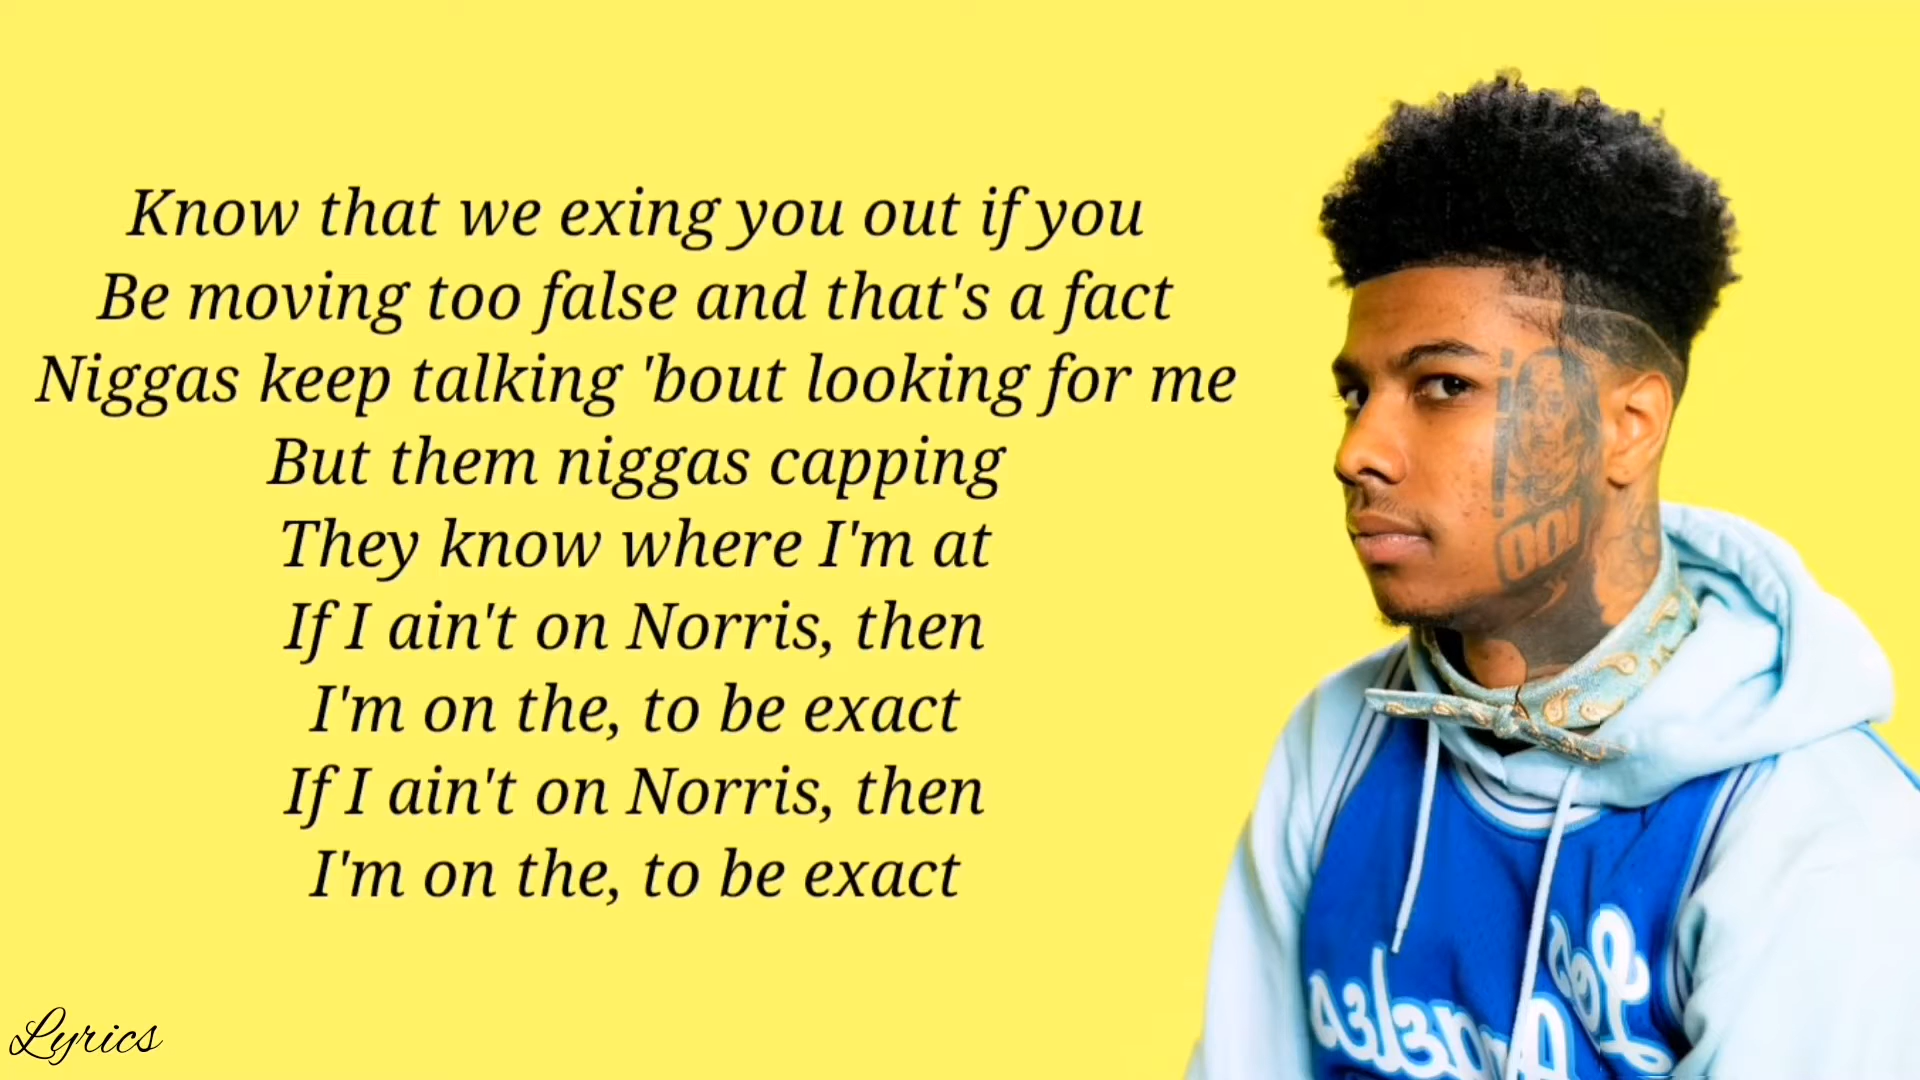 Know that we exing you out if you
Be moving too false and that's a fact
Niggas keep talking 'bout looking for me
But them niggas capping
They know where I'm at
If I ain't on Norris, then
I'm on the, to be exact
If I ain't on Norris, then
I'm on the, to be exact
Lyrics
Los
Angeles